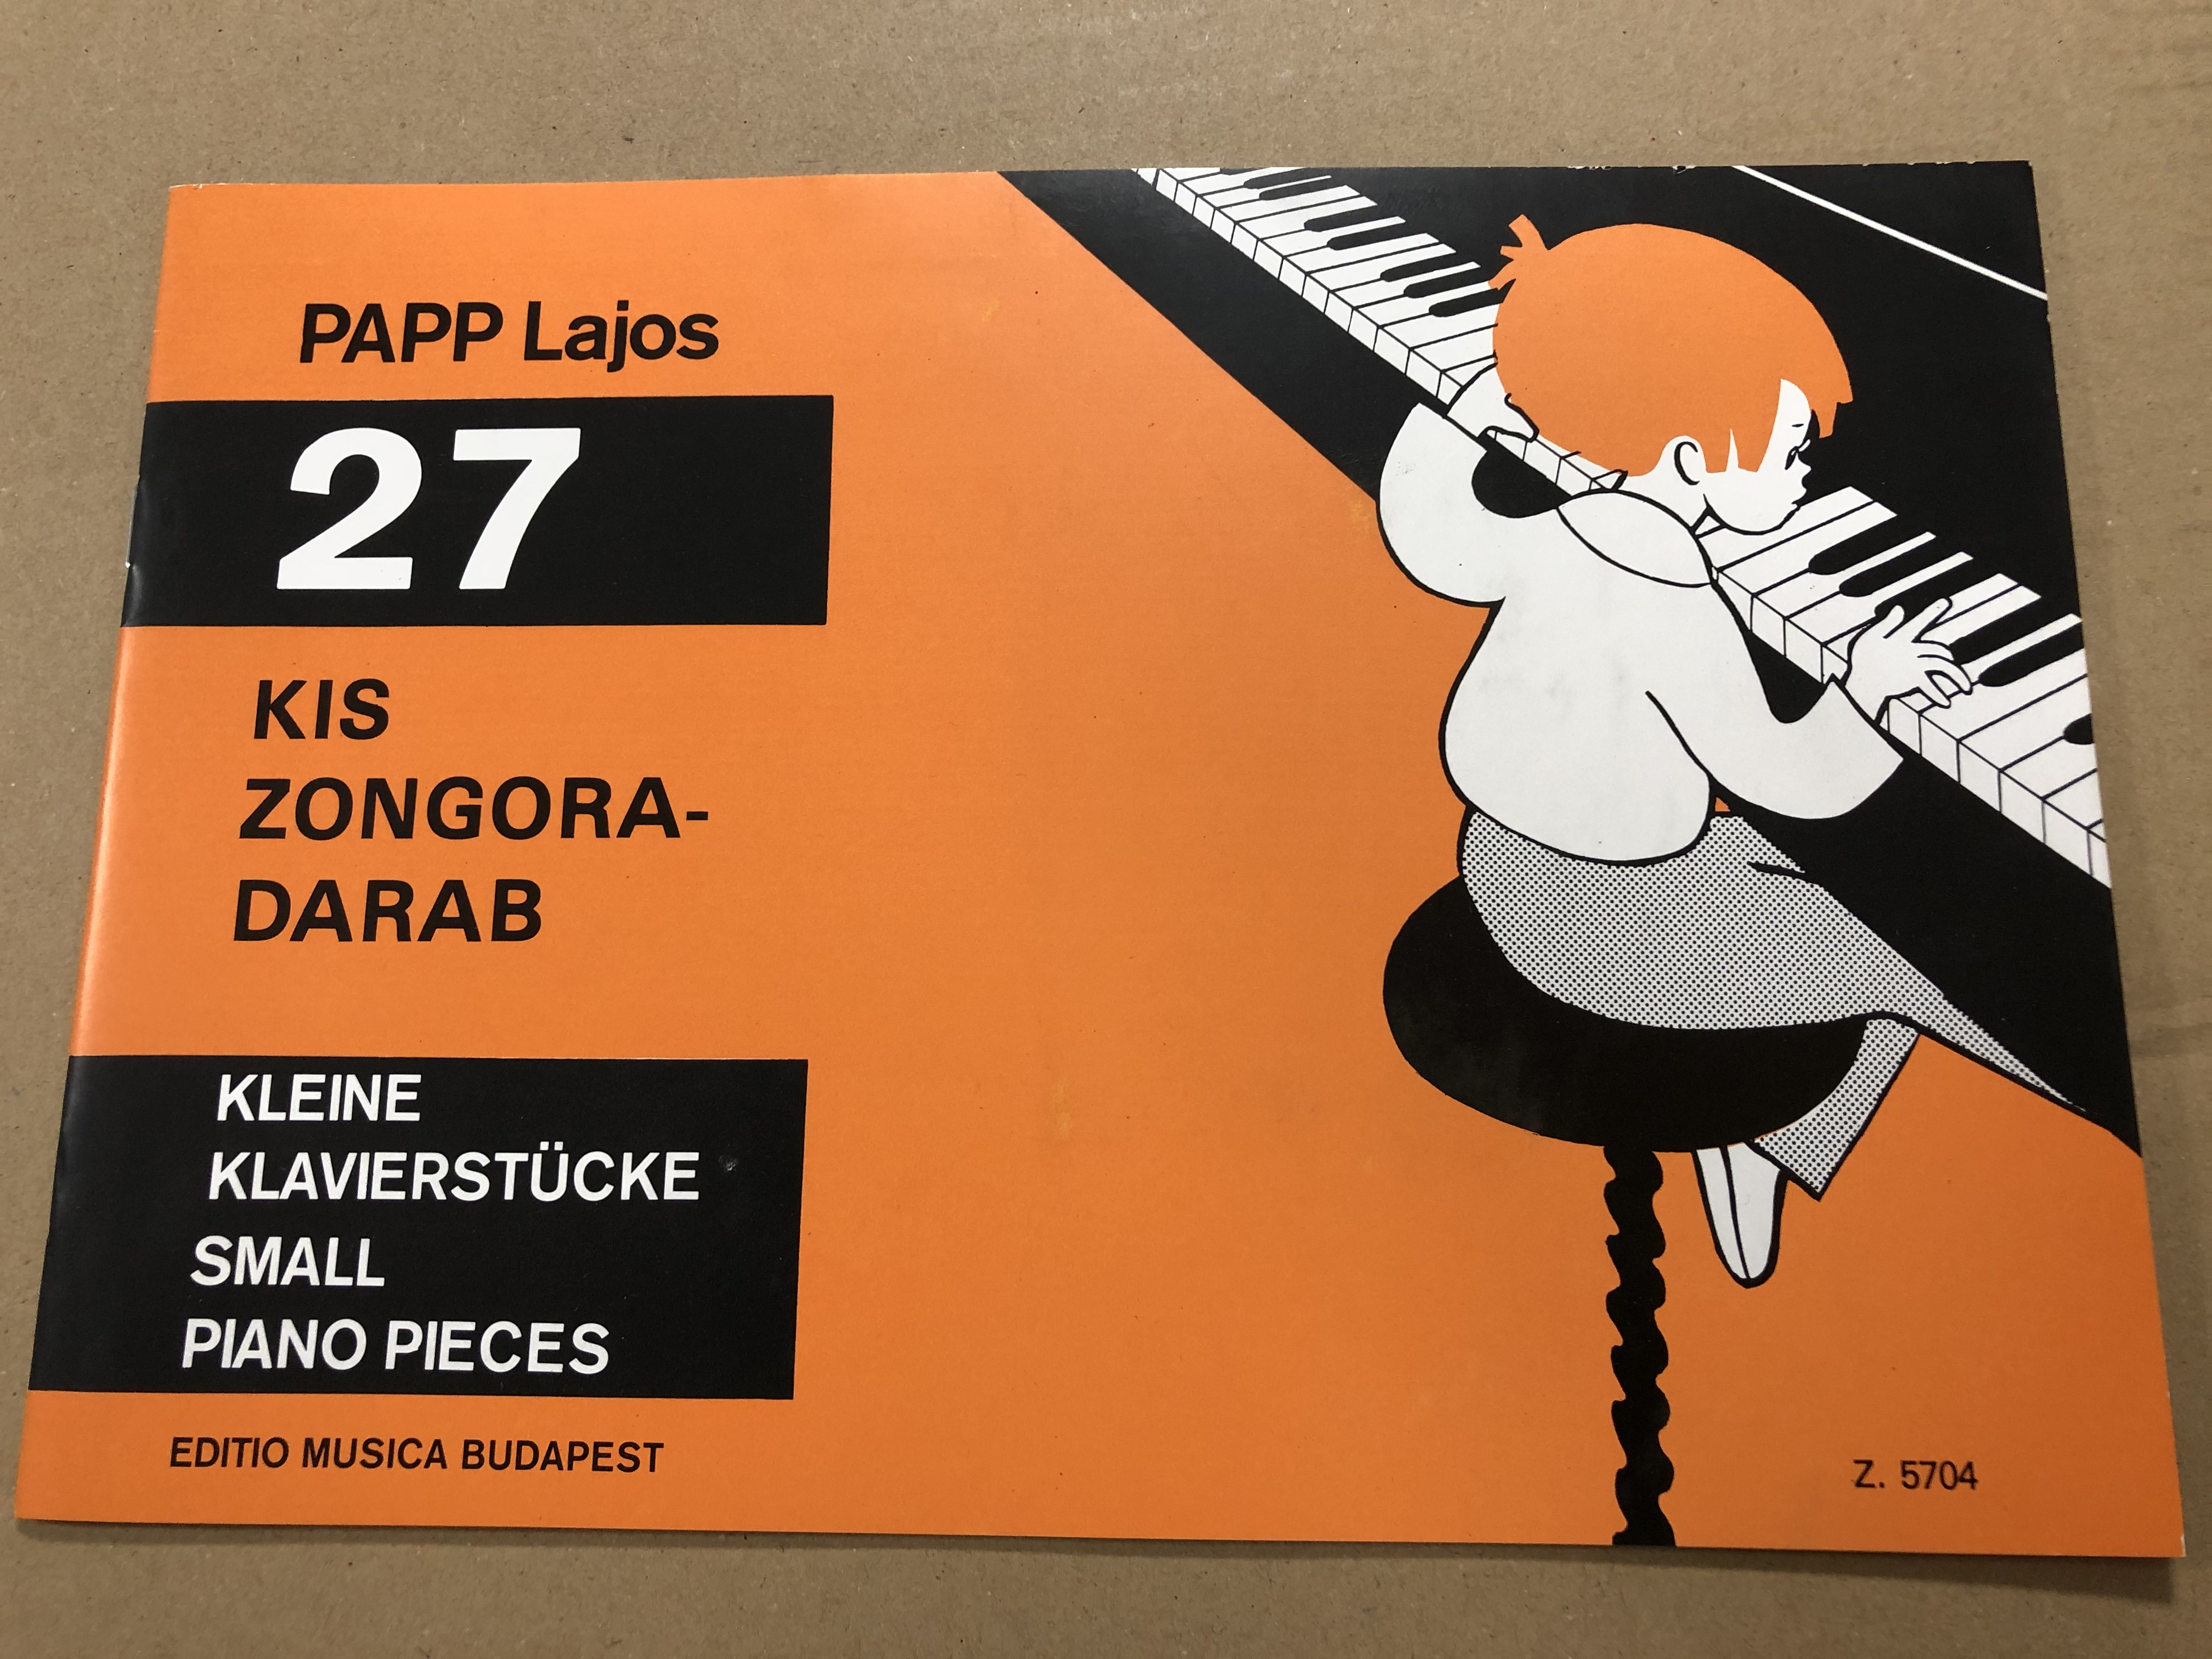 PAPP Lajos
27
KIS
ZONGORA-
DARAB
KLEINE
KLAVIERSTÜCKE
SMALL
PIANO PIECES
EDITIO MUSICA BUDAPEST
Z. 5704